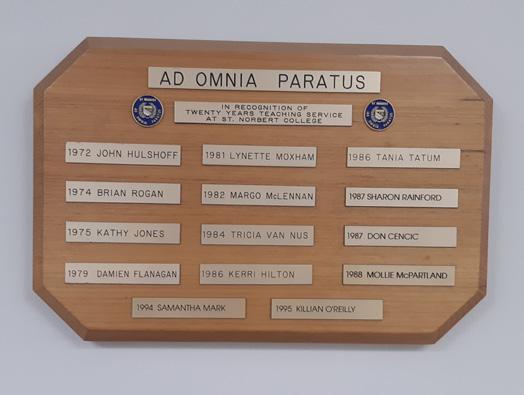 AD OMNIA PARATUS
IN RECOGNITION OF
TWENTY YEARS TEACHING SERVICE
AT ST. NORBERT COLLEGE
1972 JOHN HULSHOFF
1981 LYNETTE MOXHAM
1986 TANIA TATUM
1974 BRIAN ROGAN
1982 MARGO McLENNAN
1987 SHARON RAINFORD
1975 KATHY JONES
1984 TRICIA VAN NUS
1987 DON CENCIC
1979 DAMIEN FLANAGAN
1986 KERRI HILTON
1988 MOLLIE McPARTLAND
1994 SAMANTHA MARK
1995 KILLIAN O'REILLY